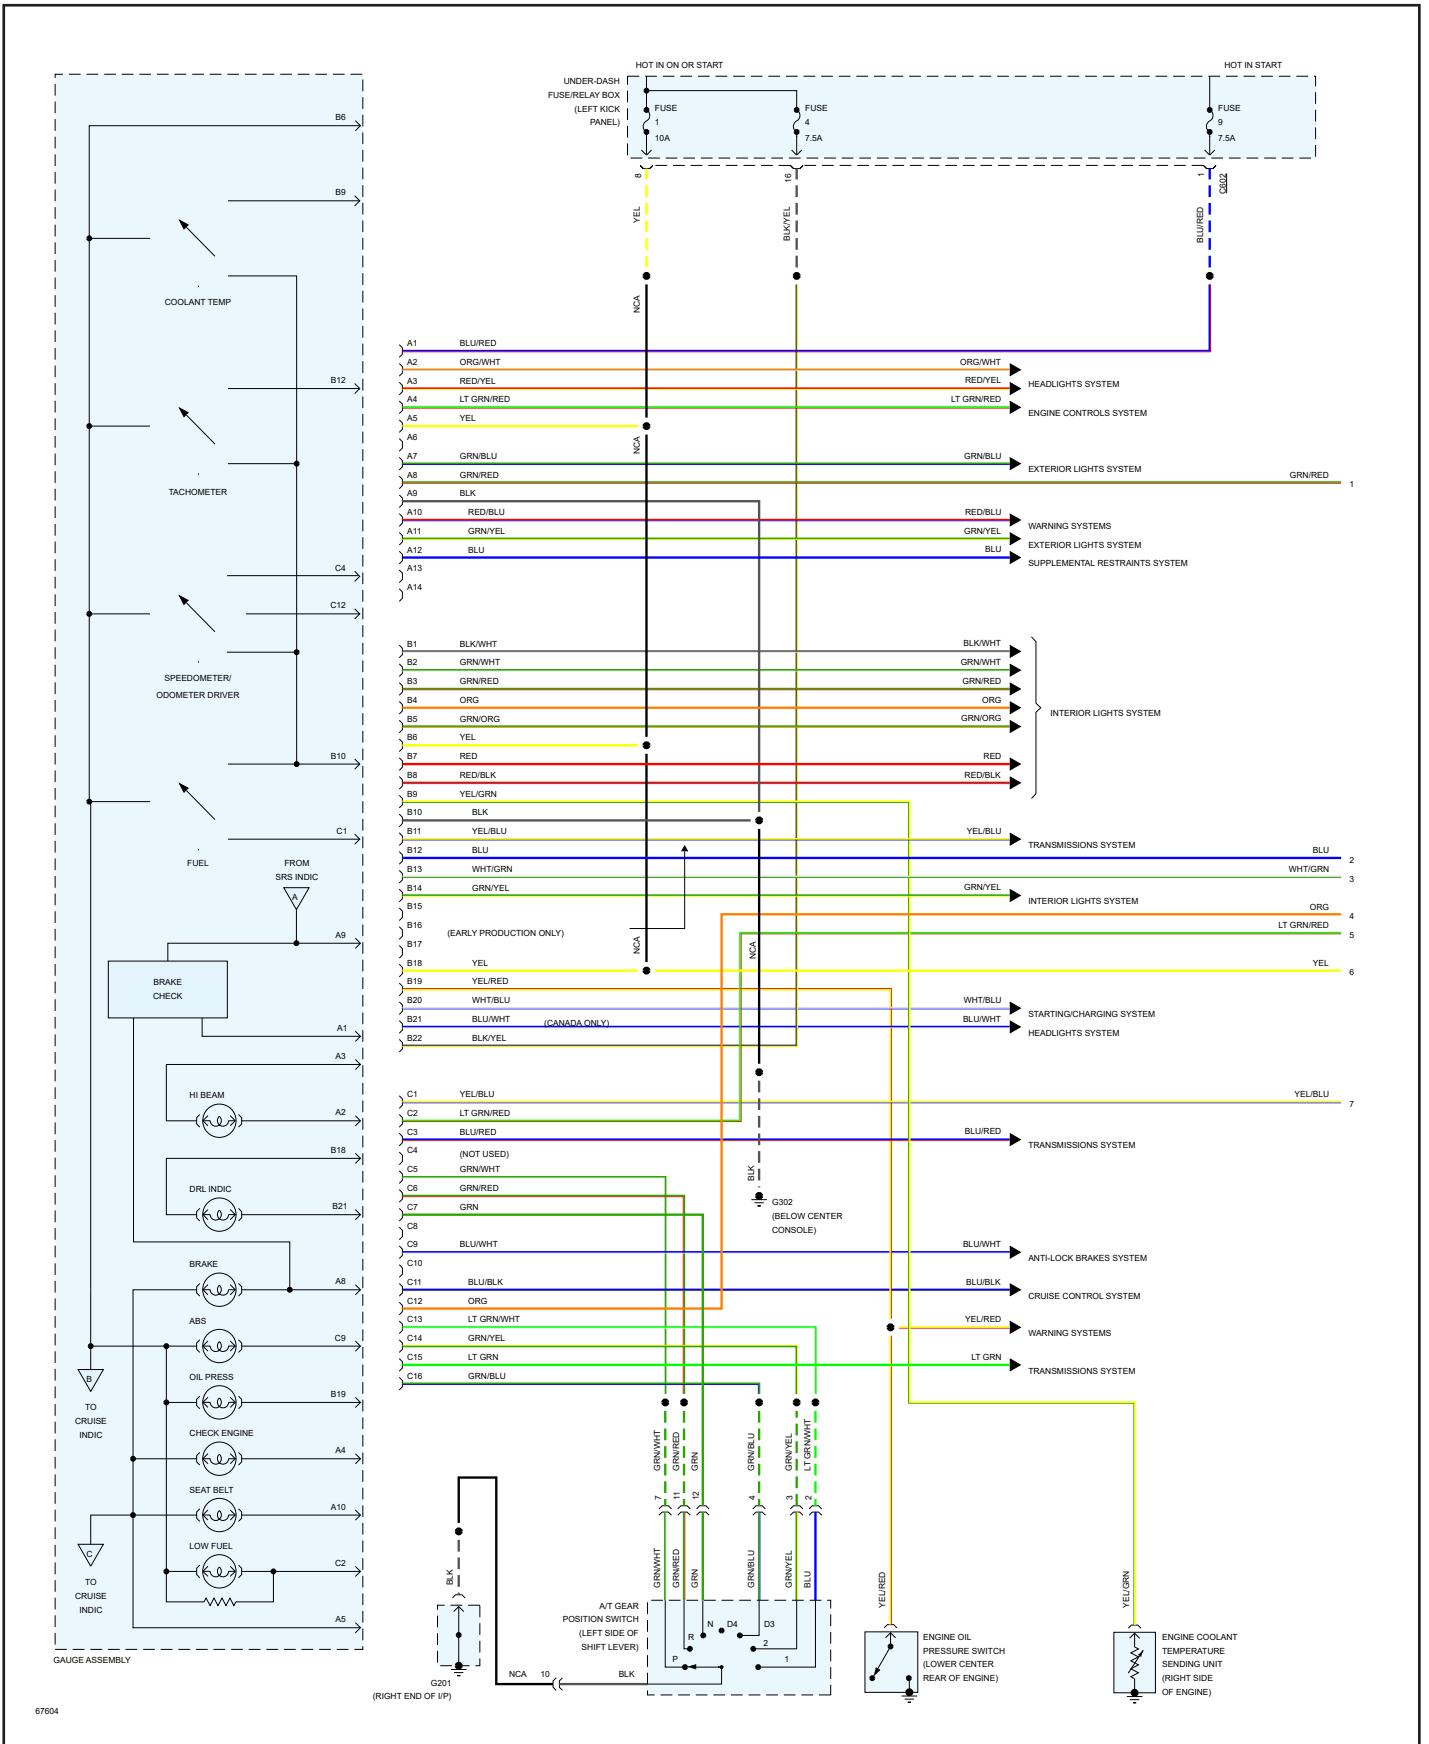 HOT IN ON OR START
HOT IN START
UNDER-DASH
FUSE/RELAY BOX
(LEFT KICK
PANEL)
FUSE
1
10A
FUSE
4
7.5A
FUSE
9
7.5A
8
16
1
C602
YEL
BLK/YEL
BLU/RED
NCA
B6
B9
COOLANT TEMP
B12
TACHOMETER
C4
C12
SPEEDOMETER/
ODOMETER DRIVER
B10
C1
FUEL
FROM
SRS INDIC
A
A9
BRAKE
CHECK
A1
A3
HI BEAM
A2
B18
DRL INDIC
B21
BRAKE
A8
ABS
C9
B
TO
CRUISE
INDIC
OIL PRESS
B19
CHECK ENGINE
A4
SEAT BELT
A10
C
TO
CRUISE
INDIC
LOW FUEL
C2
A5
GAUGE ASSEMBLY
A1 BLU/RED
A2 ORG/WHT ORG/WHT
A3 RED/YEL RED/YEL HEADLIGHTS SYSTEM
A4 LT GRN/RED LT GRN/RED ENGINE CONTROLS SYSTEM
A5 YEL
A6
NCA
A7 GRN/BLU GRN/BLU EXTERIOR LIGHTS SYSTEM
A8 GRN/RED GRN/RED 1
A9 BLK
A10 RED/BLU RED/BLU WARNING SYSTEMS
A11 GRN/YEL GRN/YEL EXTERIOR LIGHTS SYSTEM
A12 BLU BLU SUPPLEMENTAL RESTRAINTS SYSTEM
A13
A14
B1 BLK/WHT BLK/WHT
B2 GRN/WHT GRN/WHT
B3 GRN/RED GRN/RED
B4 ORG ORG INTERIOR LIGHTS SYSTEM
B5 GRN/ORG GRN/ORG
B6 YEL
B7 RED RED
B8 RED/BLK RED/BLK
B9 YEL/GRN
B10 BLK
B11 YEL/BLU YEL/BLU TRANSMISSIONS SYSTEM
B12 BLU BLU 2
B13 WHT/GRN WHT/GRN 3
B14 GRN/YEL GRN/YEL INTERIOR LIGHTS SYSTEM
B15 ORG 4
B16 (EARLY PRODUCTION ONLY) LT GRN/RED 5
B17 NCA NCA
B18 YEL YEL 6
B19 YEL/RED
B20 WHT/BLU WHT/BLU STARTING/CHARGING SYSTEM
B21 BLU/WHT (CANADA ONLY) BLU/WHT HEADLIGHTS SYSTEM
B22 BLK/YEL
C1 YEL/BLU YEL/BLU 7
C2 LT GRN/RED
C3 BLU/RED BLU/RED TRANSMISSIONS SYSTEM
C4 (NOT USED)
C5 GRN/WHT
C6 GRN/RED
C7 GRN
C8
C9 BLU/WHT BLU/WHT ANTI-LOCK BRAKES SYSTEM
C10
C11 BLU/BLK BLU/BLK CRUISE CONTROL SYSTEM
C12 ORG
C13 LT GRN/WHT YEL/RED WARNING SYSTEMS
C14 GRN/YEL
C15 LT GRN LT GRN TRANSMISSIONS SYSTEM
C16 GRN/BLU
BLK
G302
(BELOW CENTER
CONSOLE)
GRN/WHT
GRN/RED
GRN
GRN/BLU
GRN/YEL
LT GRN/WHT
7
11
12
4
3
2
GRN/WHT
GRN/RED
GRN
GRN/BLU
GRN/YEL
BLU
BLK
G201
(RIGHT END OF I/P)
NCA 10 BLK
A/T GEAR
POSITION SWITCH
(LEFT SIDE OF
SHIFT LEVER)
P
R
N
D4
D3
2
1
YEL/RED
ENGINE OIL
PRESSURE SWITCH
(LOWER CENTER
REAR OF ENGINE)
YEL/GRN
ENGINE COOLANT
TEMPERATURE
SENDING UNIT
(RIGHT SIDE
OF ENGINE)
67604